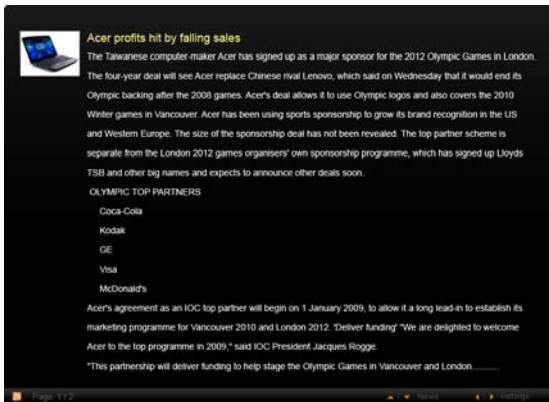 Acer profits hit by falling sales
The Taiwanese computer-maker Acer has signed up as a major sponsor for the 2012 Olympic Games in London.
The four-year deal will see Acer replace Chinese rival Lenovo, which said on Wednesday that it would end its
Olympic backing after the 2008 games. Acer's deal allows it to use Olympic logos and also covers the 2010
Winter games in Vancouver. Acer has been using sports sponsorship to grow its brand recognition in the US
and Western Europe. The size of the sponsorship deal has not been revealed. The top partner scheme is
separate from the London 2012 games organisers' own sponsorship programme, which has signed up Lloyds
TSB and other big names and expects to announce other deals soon.
OLYMPIC TOP PARTNERS
Coca-Cola
Kodak
GE
Visa
McDonald's
Acer's agreement as an IOC top partner will begin on 1 January 2009, to allow it a long lead-in to establish its
marketing programme for Vancouver 2010 and London 2012. 'Deliver funding' "We are delighted to welcome
Acer to the top programme in 2009," said IOC President Jacques Rogge.
"This partnership will deliver funding to help stage the Olympic Games in Vancouver and London...........
Page 1 / 2 News settings